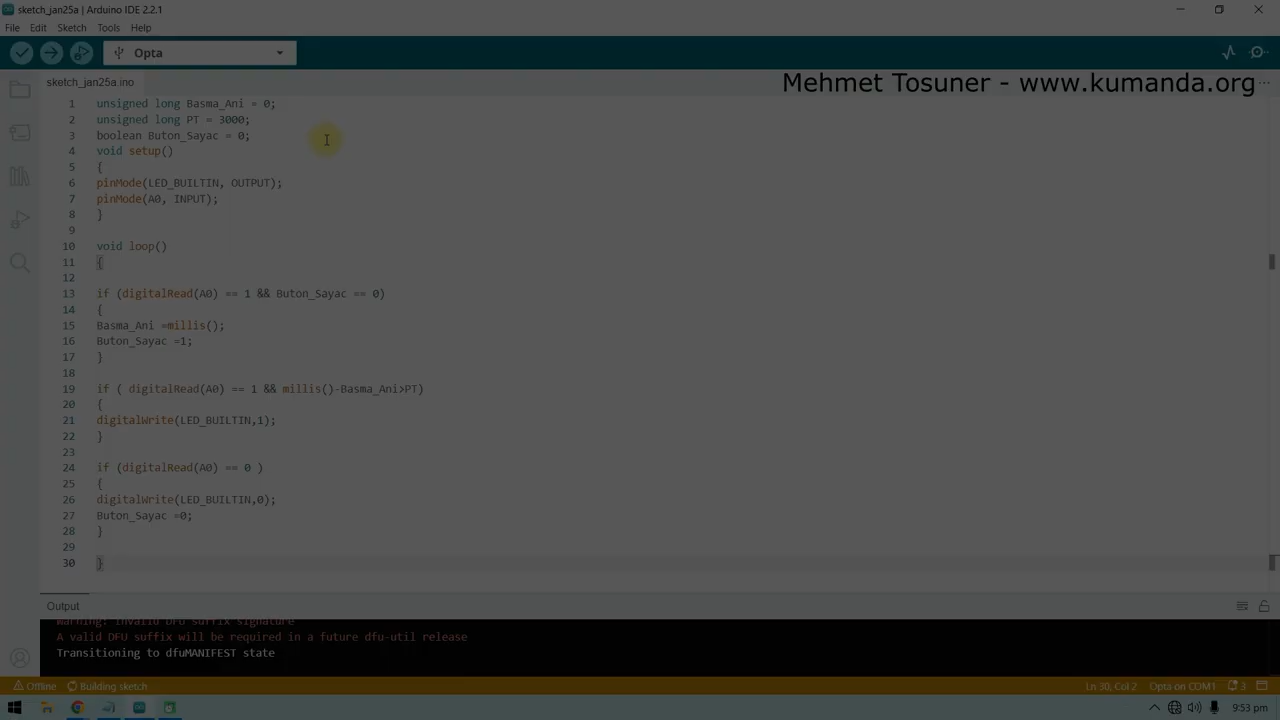 sketch_jan25a | Arduino IDE 2.2.1
File Edit Sketch Tools Help
Opta
sketch_jan25a.ino
Mehmet Tosuner - www.kumanda.org
1 unsigned long Basma_Ani = 0;
2 unsigned long PT = 3000;
3 boolean Buton_Sayac = 0;
4 void setup()
5 {
6 pinMode(LED_BUILTIN, OUTPUT);
7 pinMode(A0, INPUT);
8 }
9
10 void loop()
11 {
12
13 if (digitalRead(A0) == 1 && Buton_Sayac == 0)
14 {
15 Basma_Ani =millis();
16 Buton_Sayac =1;
17 }
18
19 if ( digitalRead(A0) == 1 && millis()-Basma_Ani>PT)
20 {
21 digitalWrite(LED_BUILTIN,1);
22 }
23
24 if (digitalRead(A0) == 0 )
25 {
26 digitalWrite(LED_BUILTIN,0);
27 Buton_Sayac =0;
28 }
29
30 }
Output
Warning: Invalid DFU suffix signature
A valid DFU suffix will be required in a future dfu-util release
Transitioning to dfuMANIFEST state
Offline Building sketch Ln 30, Col 2 Opta on COM1 3
9:53 pm